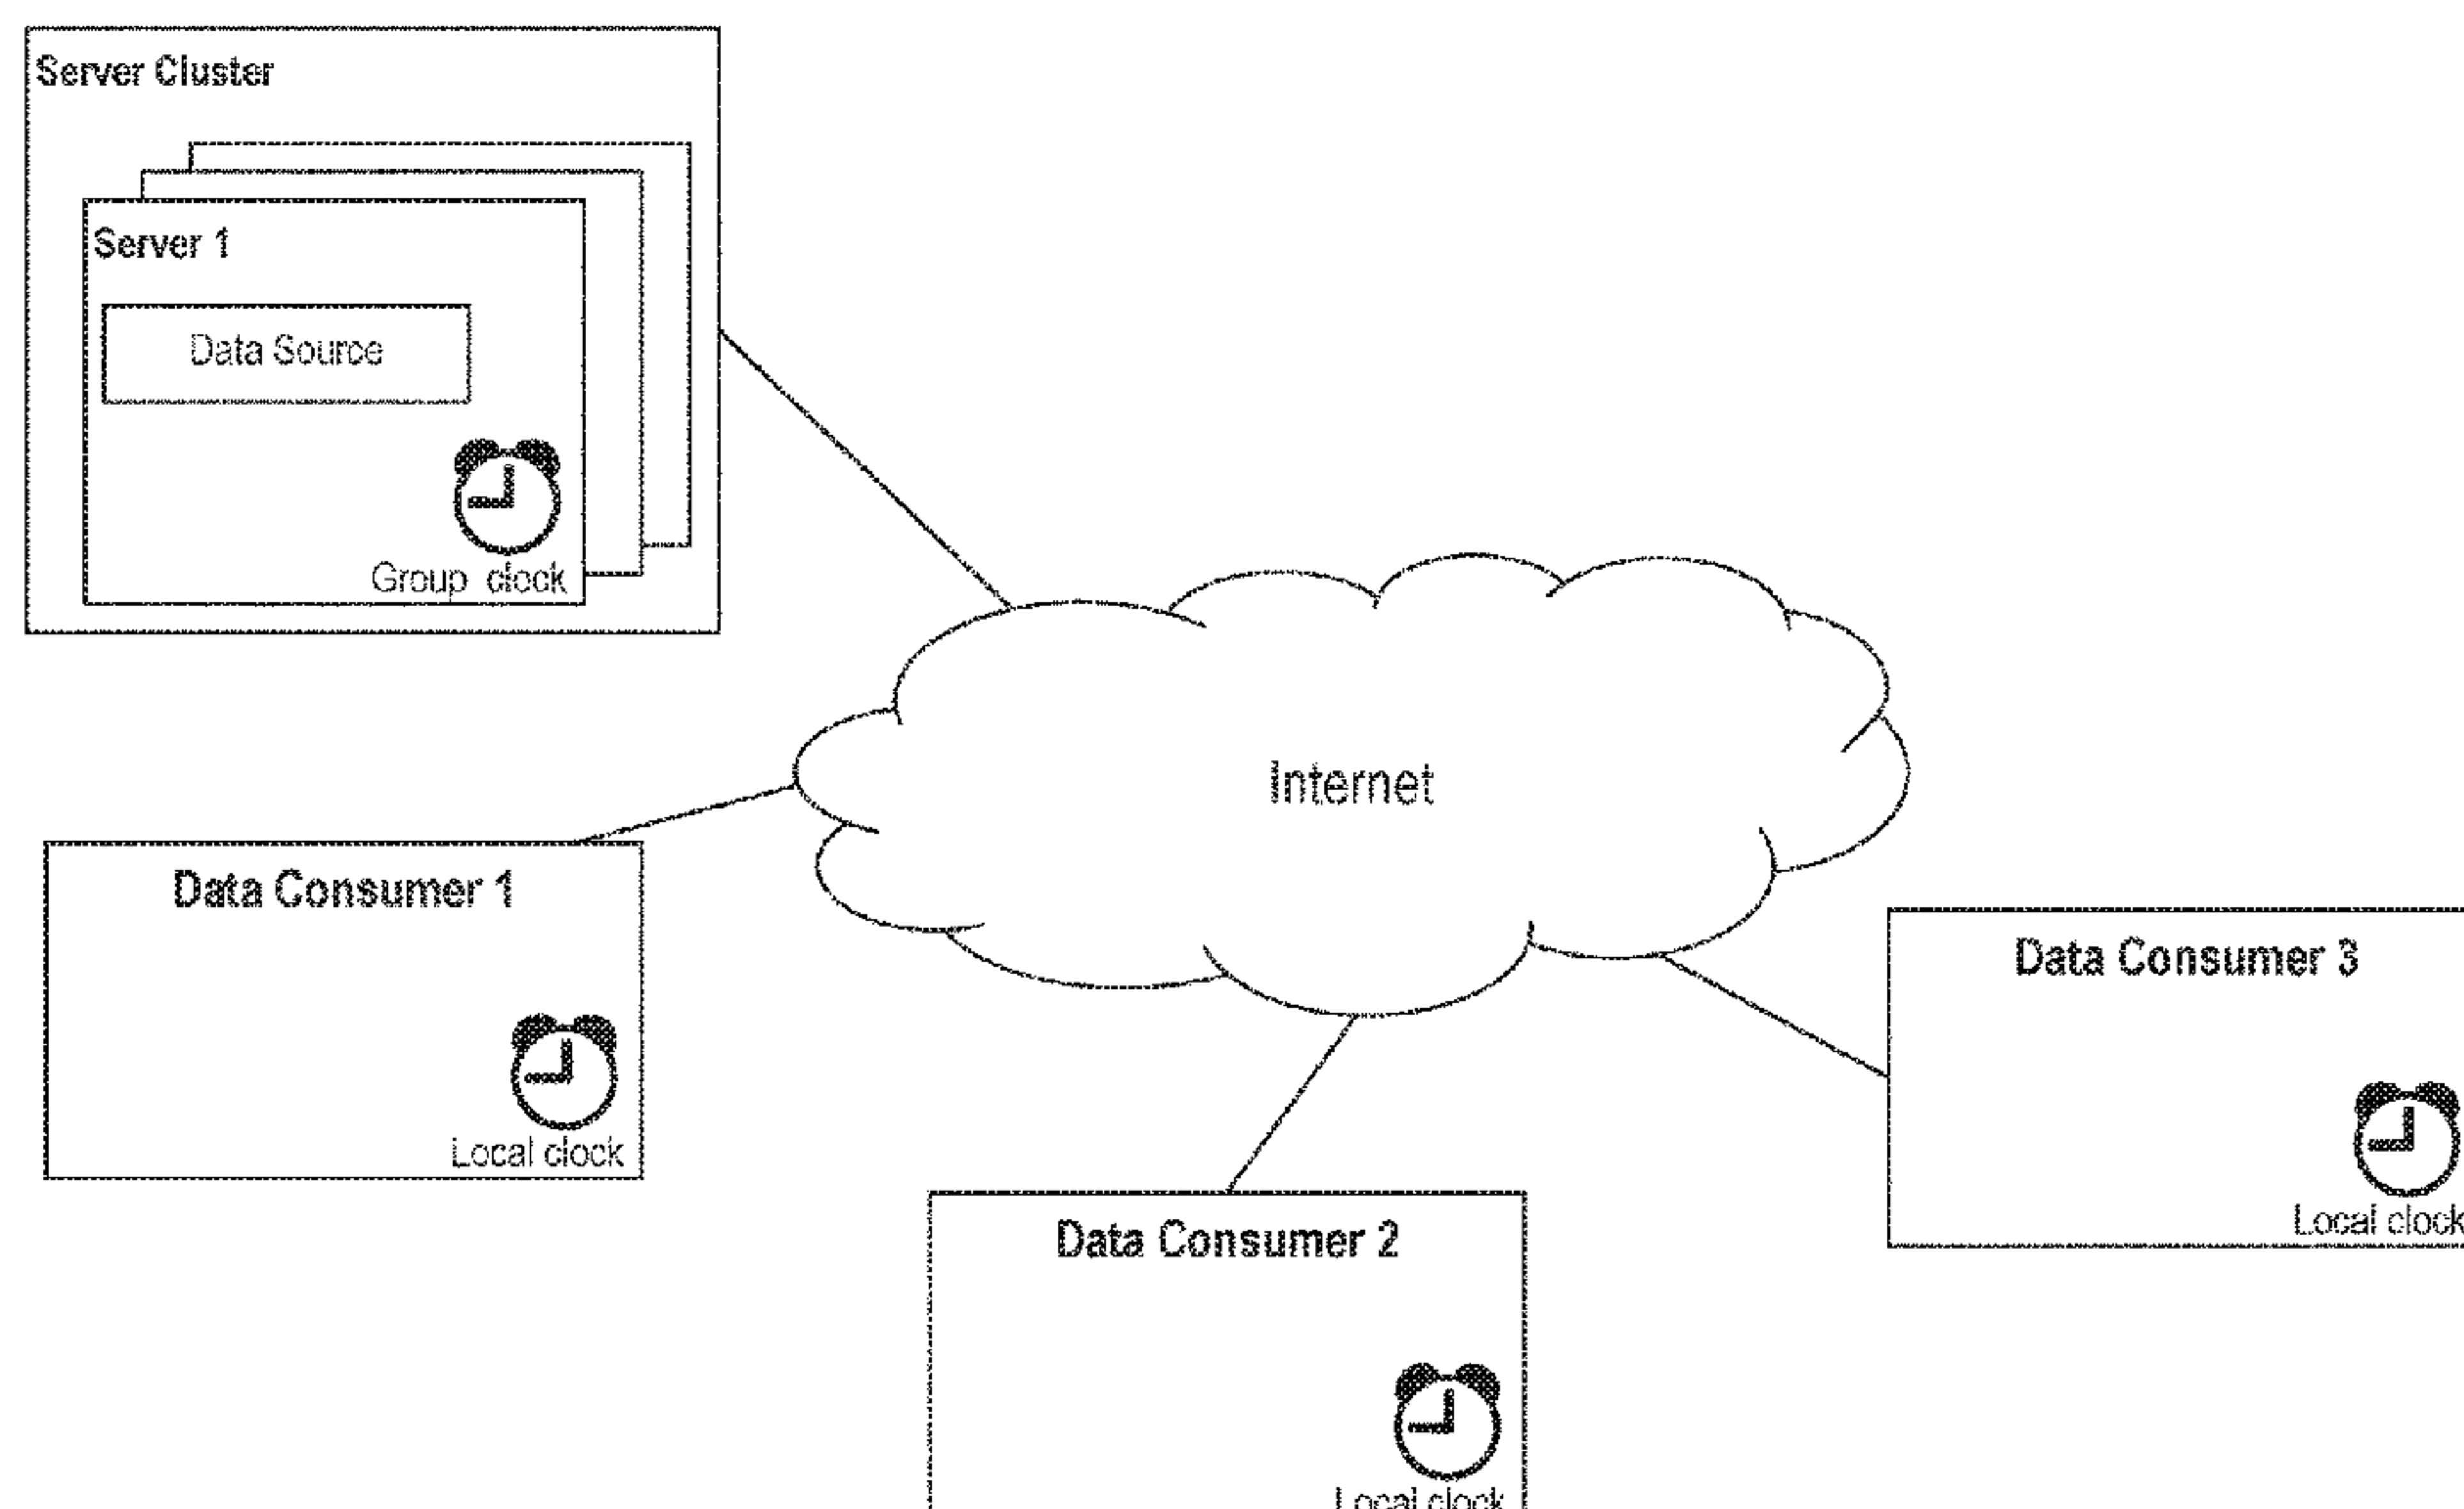 Server Cluster
Server 1
Data Source
Group clock
Internet
Data Consumer 1
Local clock
Data Consumer 3
Local clock
Data Consumer 2
Local clock